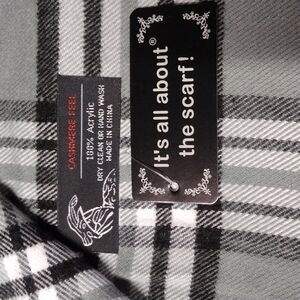 CASHMERE FEEL
100% Acrylic
DRY CLEAN OR HAND WASH
MADE IN CHINA
It's all about®
the scarf!